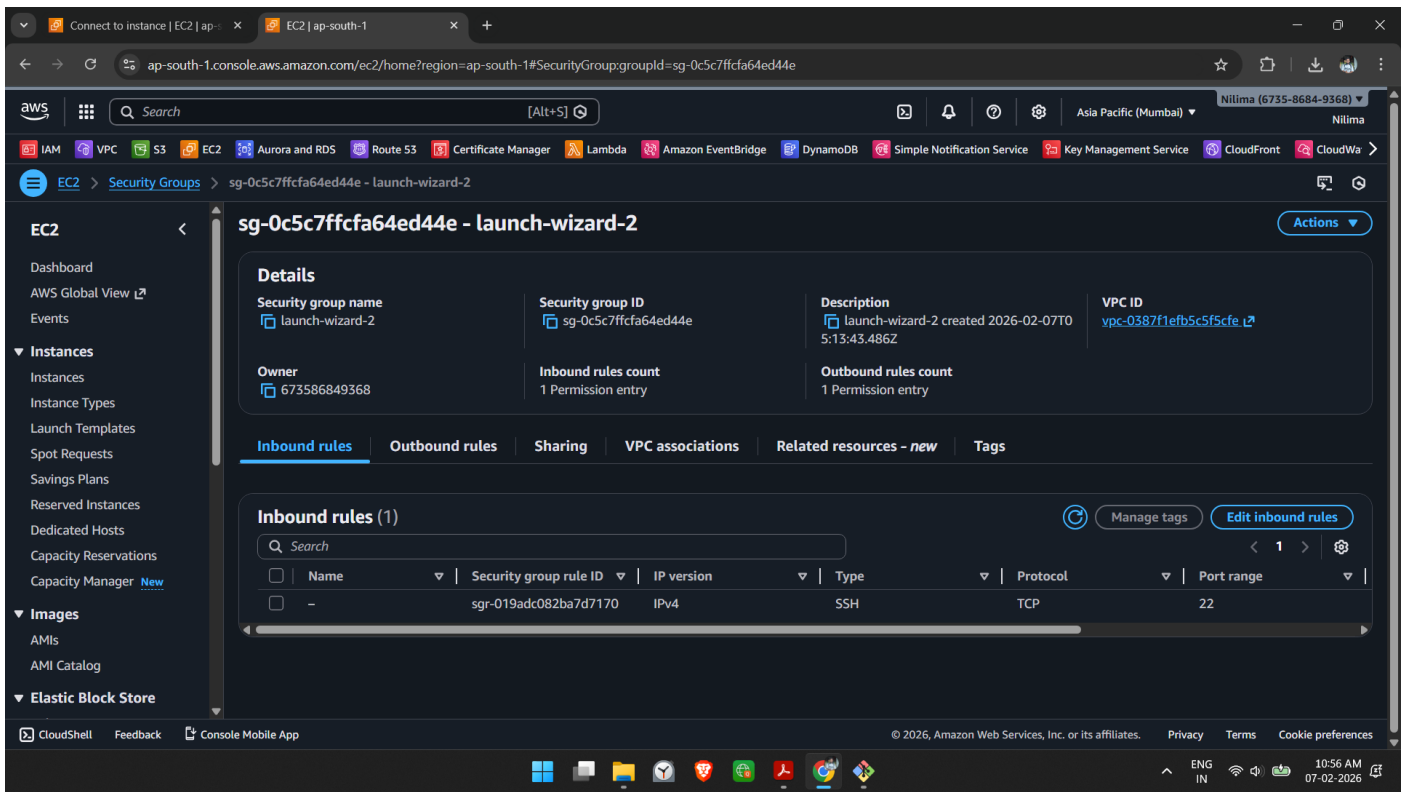 Connect to instance | EC2 | ap-s
EC2 | ap-south-1
ap-south-1.console.aws.amazon.com/ec2/home?region=ap-south-1#SecurityGroup:groupId=sg-0c5c7ffcfa64ed44e
aws
Search [Alt+S]
Asia Pacific (Mumbai)
Nilima (6735-8684-9368)
Nilima
IAM VPC S3 EC2 Aurora and RDS Route 53 Certificate Manager Lambda Amazon EventBridge DynamoDB Simple Notification Service Key Management Service CloudFront CloudWa
EC2 > Security Groups > sg-0c5c7ffcfa64ed44e - launch-wizard-2
EC2
Dashboard
AWS Global View
Events
Instances
Instances
Instance Types
Launch Templates
Spot Requests
Savings Plans
Reserved Instances
Dedicated Hosts
Capacity Reservations
Capacity Manager New
Images
AMIs
AMI Catalog
Elastic Block Store
sg-0c5c7ffcfa64ed44e - launch-wizard-2
Actions
Details
Security group name
launch-wizard-2
Security group ID
sg-0c5c7ffcfa64ed44e
Description
launch-wizard-2 created 2026-02-07T0
5:13:43.486Z
VPC ID
vpc-0387f1efb5c5f5cfe
Owner
673586849368
Inbound rules count
1 Permission entry
Outbound rules count
1 Permission entry
Inbound rules Outbound rules Sharing VPC associations Related resources – new Tags
Inbound rules (1)
Manage tags Edit inbound rules
Search
1
Name Security group rule ID IP version Type Protocol Port range
– sgr-019adc082ba7d7170 IPv4 SSH TCP 22
CloudShell Feedback Console Mobile App
© 2026, Amazon Web Services, Inc. or its affiliates. Privacy Terms Cookie preferences
ENG
IN
10:56 AM
07-02-2026